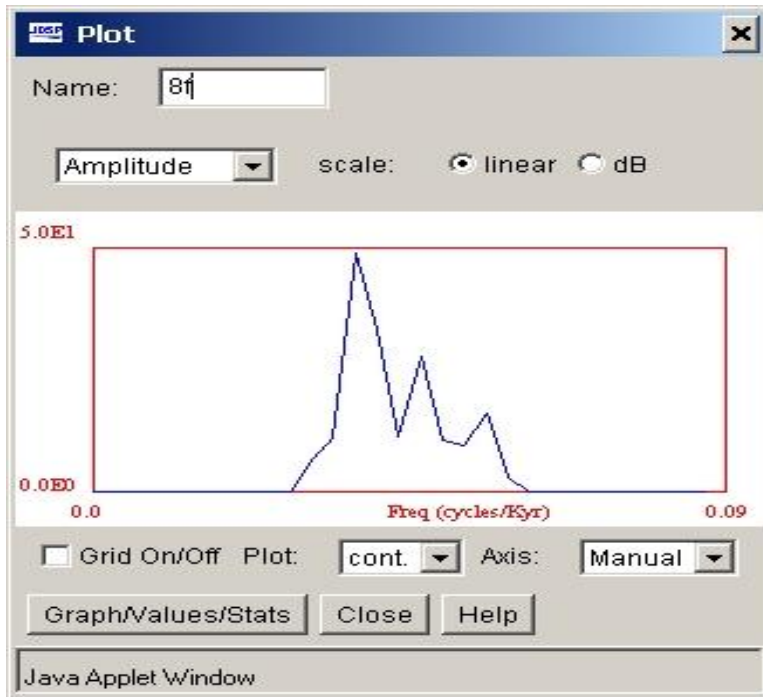 JDSP Plot
Name: 8f
Amplitude scale: linear dB
5.0E1
0.0E0
0.0 Freq (cycles/Kyr) 0.09
Grid On/Off Plot: cont. Axis: Manual
Graph/Values/Stats Close Help
Java Applet Window